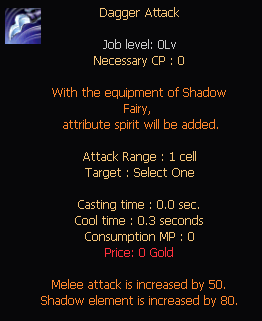 Dagger Attack
Job level: 0Lv
Necessary CP : 0
With the equipment of Shadow
Fairy,
attribute spirit will be added.
Attack Range : 1 cell
Target : Select One
Casting time : 0.0 sec.
Cool time : 0.3 seconds
Consumption MP : 0
Price: 0 Gold
Melee attack is increased by 50.
Shadow element is increased by 80.